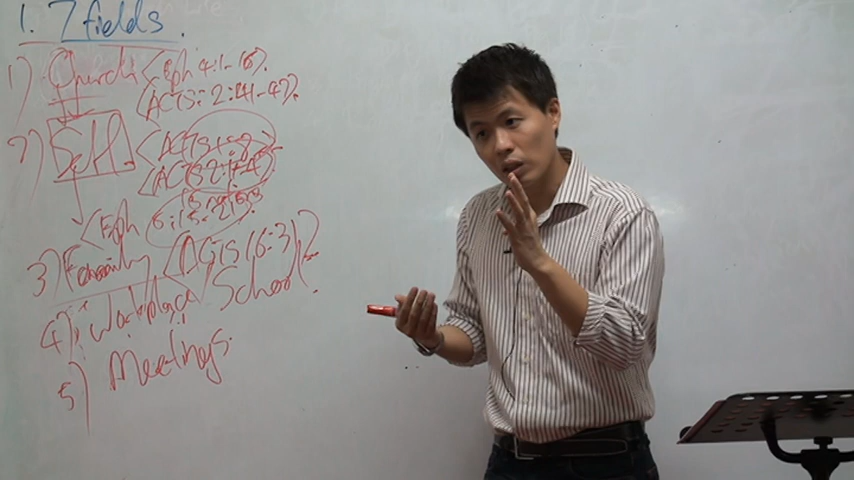 1. 7 fields.
1) Church < Eph 4:1-16).
(ACTS: 2:41-47).
2) Self < ACTS 1:8
(ACTS 2:1-4)
< Eph
3) Family < ACTS 16:31).
4) Workplace / School.
5) Meetings.